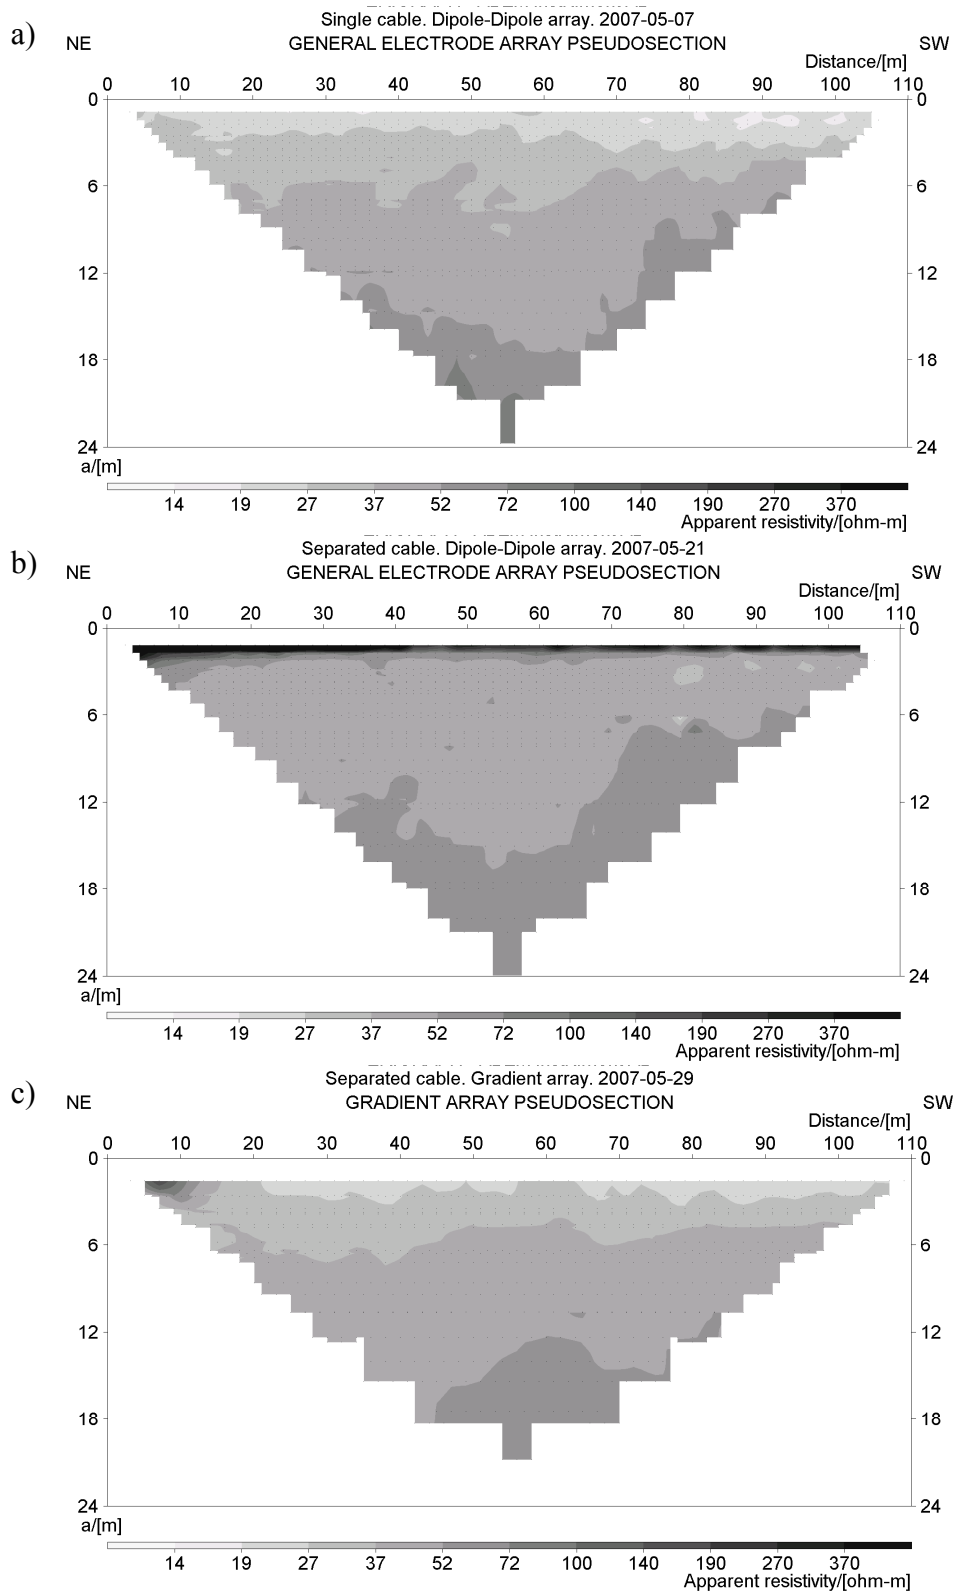 a)
Single cable. Dipole-Dipole array. 2007-05-07
NE GENERAL ELECTRODE ARRAY PSEUDOSECTION SW
Distance/[m]
0 10 20 30 40 50 60 70 80 90 100 110
0 0
6 6
12 12
18 18
24 24
a/[m]
14 19 27 37 52 72 100 140 190 270 370
Apparent resistivity/[ohm-m]
b)
Separated cable. Dipole-Dipole array. 2007-05-21
NE GENERAL ELECTRODE ARRAY PSEUDOSECTION SW
Distance/[m]
0 10 20 30 40 50 60 70 80 90 100 110
0 0
6 6
12 12
18 18
24 24
a/[m]
14 19 27 37 52 72 100 140 190 270 370
Apparent resistivity/[ohm-m]
c)
Separated cable. Gradient array. 2007-05-29
NE GRADIENT ARRAY PSEUDOSECTION SW
Distance/[m]
0 10 20 30 40 50 60 70 80 90 100 110
0 0
6 6
12 12
18 18
24 24
a/[m]
14 19 27 37 52 72 100 140 190 270 370
Apparent resistivity/[ohm-m]